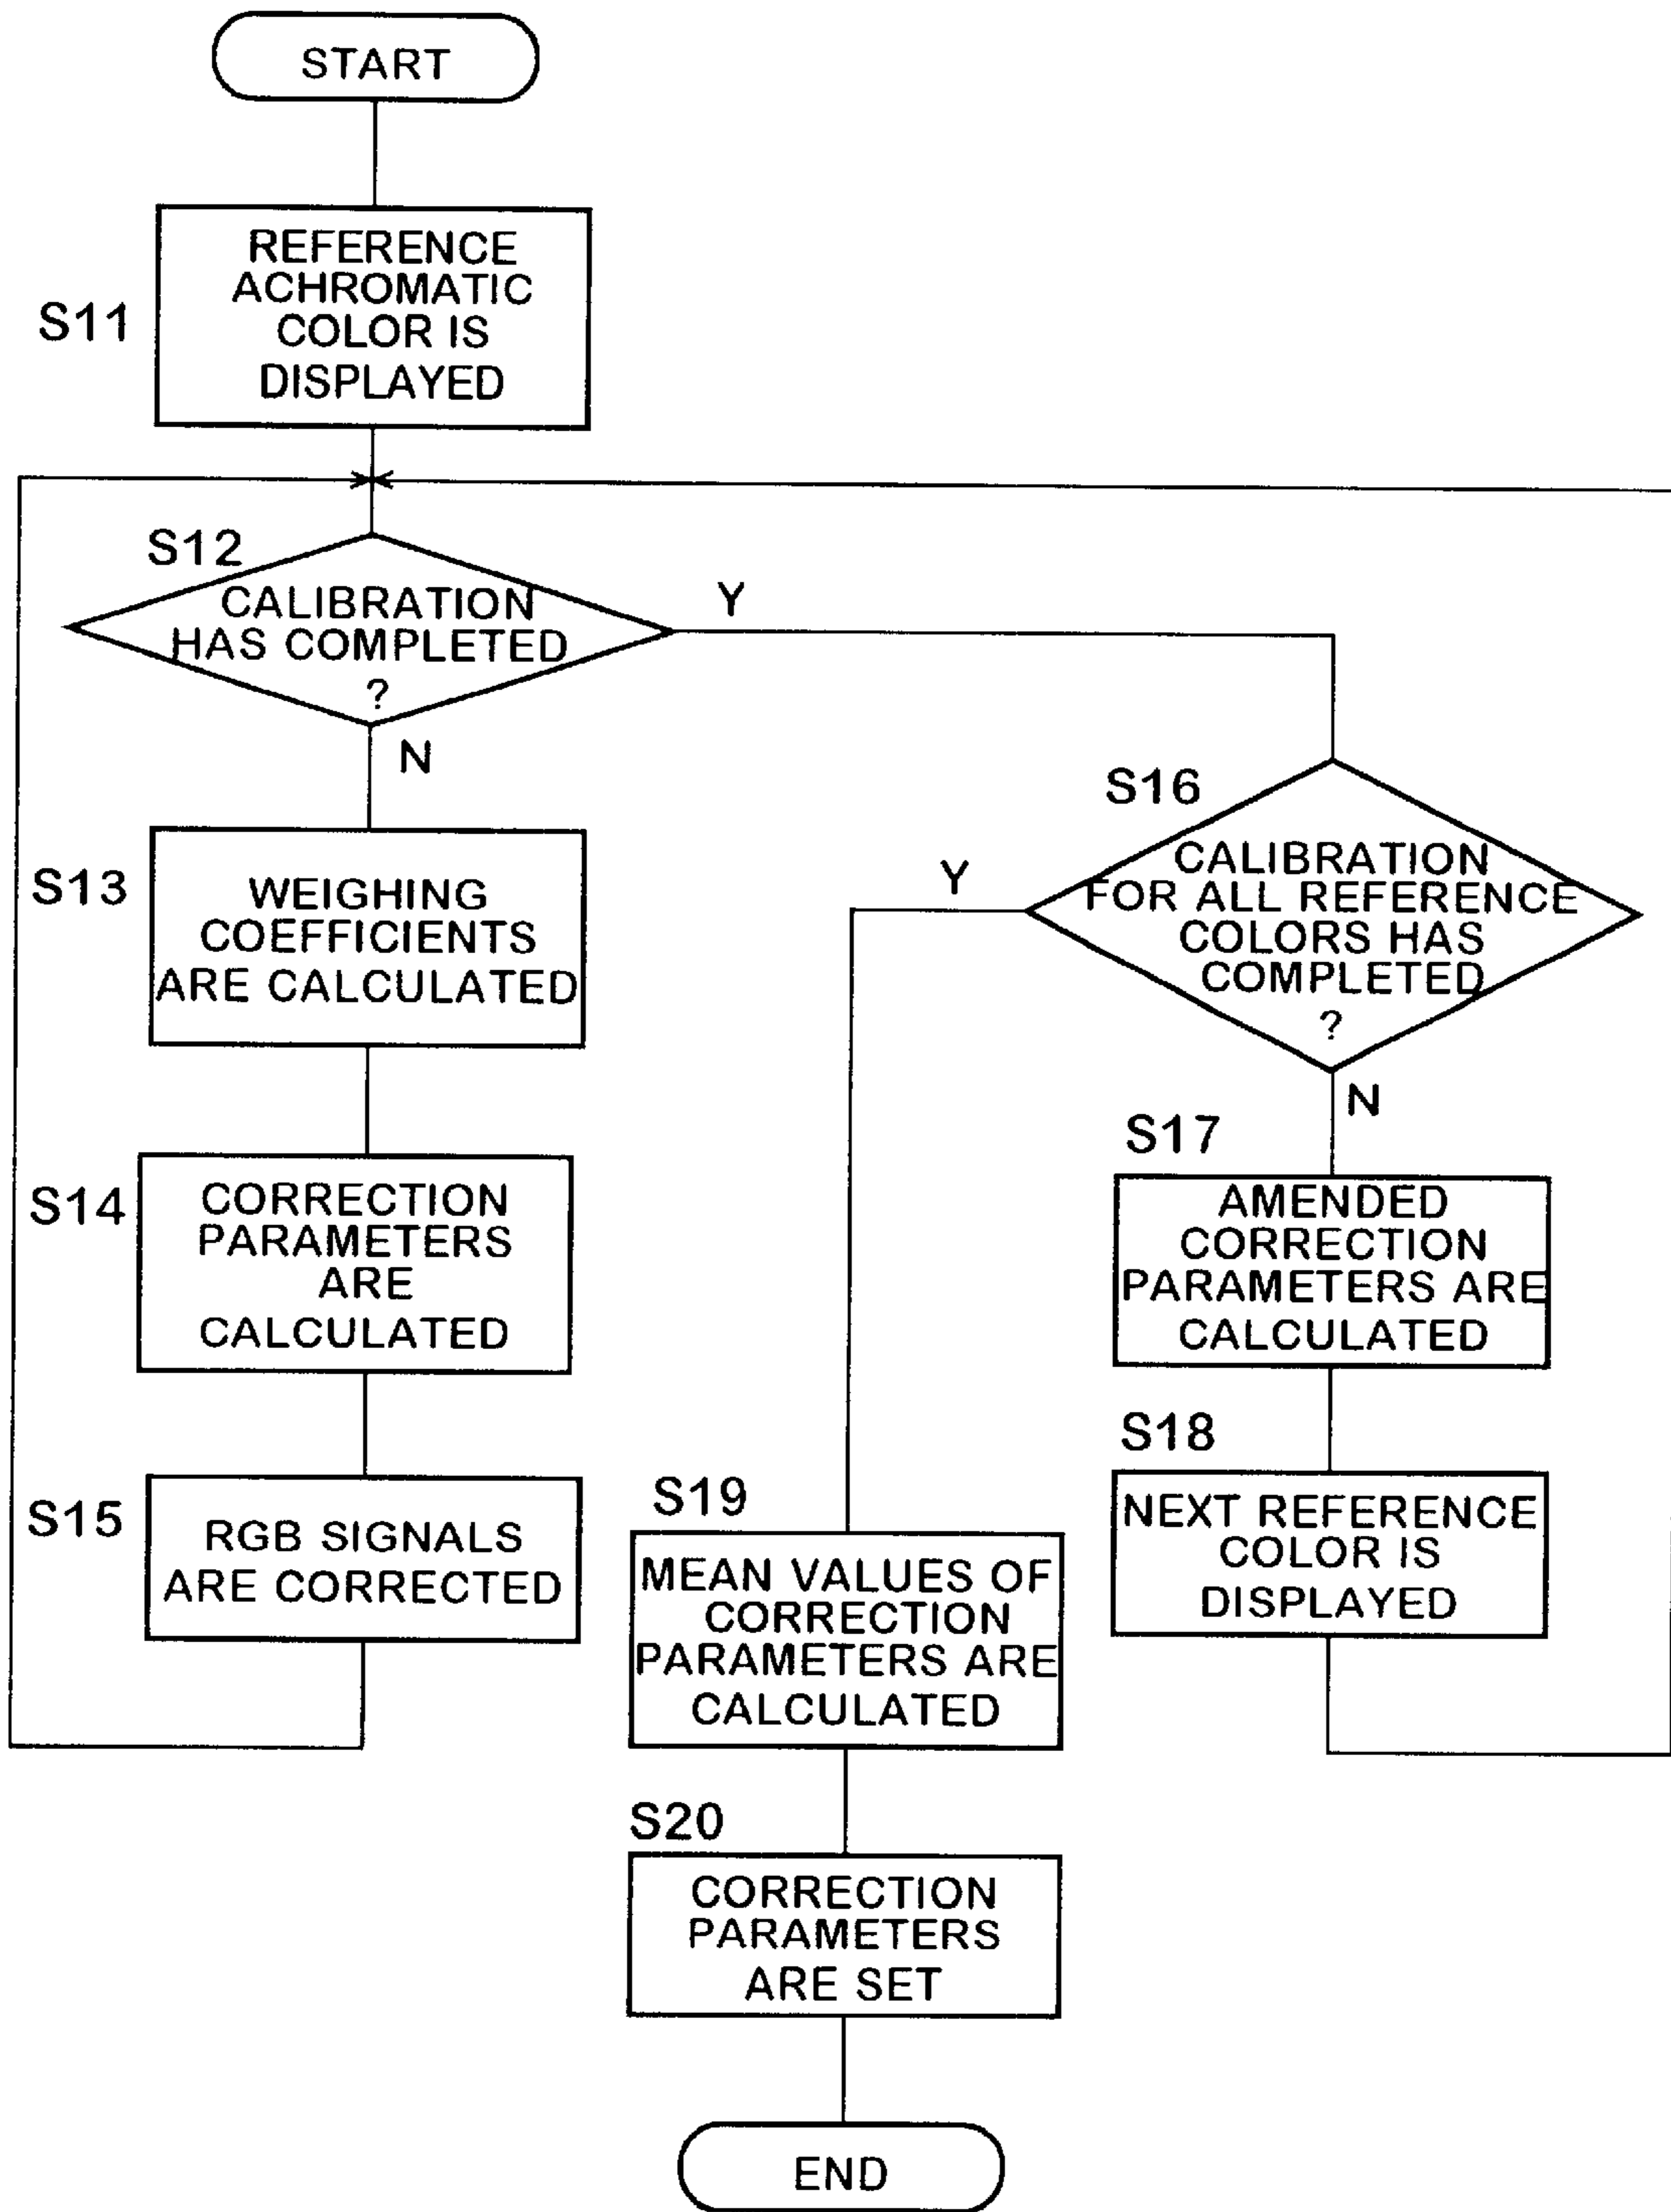 START
S11
REFERENCE
ACHROMATIC
COLOR IS
DISPLAYED
S12
CALIBRATION
HAS COMPLETED
?
Y
N
S13
WEIGHING
COEFFICIENTS
ARE CALCULATED
S14
CORRECTION
PARAMETERS
ARE
CALCULATED
S15
RGB SIGNALS
ARE CORRECTED
S16
CALIBRATION
FOR ALL REFERENCE
COLORS HAS
COMPLETED
?
Y
N
S17
AMENDED
CORRECTION
PARAMETERS ARE
CALCULATED
S18
NEXT REFERENCE
COLOR IS
DISPLAYED
S19
MEAN VALUES OF
CORRECTION
PARAMETERS ARE
CALCULATED
S20
CORRECTION
PARAMETERS
ARE SET
END